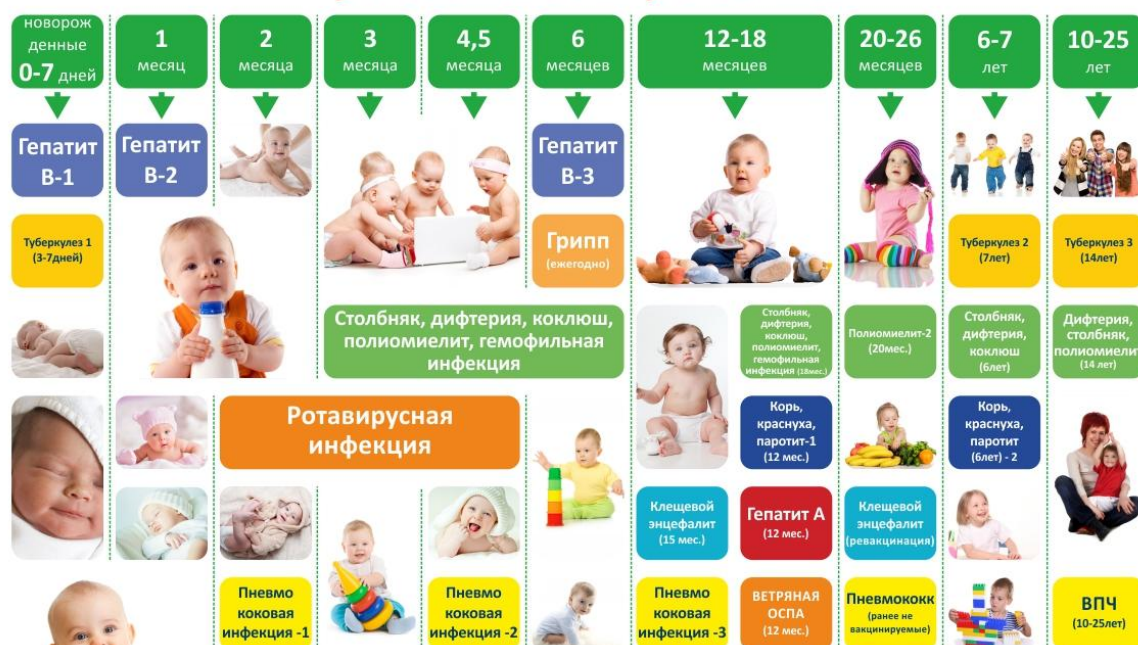 новорож
денные
0-7 дней
1
месяц
2
месяца
3
месяца
4,5
месяца
6
месяцев
12-18
месяцев
20-26
месяцев
6-7
лет
10-25
лет
Гепатит
В-1
Гепатит
В-2
Гепатит
В-3
Туберкулез 1
(3-7дней)
Грипп
(ежегодно)
Туберкулез 2
(7лет)
Туберкулез 3
(14лет)
Столбняк, дифтерия, коклюш,
полиомиелит, гемофильная
инфекция
Столбняк,
дифтерия,
коклюш,
полиомиелит,
гемофильная
инфекция (18мес.)
Полиомиелит-2
(20мес.)
Столбняк,
дифтерия,
коклюш
(6лет)
Дифтерия,
столбняк,
полиомиелит
(14 лет)
Ротавирусная
инфекция
Корь,
краснуха,
паротит-1
(12 мес.)
Корь,
краснуха,
паротит
(6лет) - 2
Клещевой
энцефалит
(15 мес.)
Гепатит А
(12 мес.)
Клещевой
энцефалит
(ревакцинация)
Пневмо
коковая
инфекция -1
Пневмо
коковая
инфекция -2
Пневмо
коковая
инфекция -3
ВЕТРЯНАЯ
ОСПА
(12 мес.)
Пневмококк
(ранее не
вакцинируемые)
ВПЧ
(10-25лет)